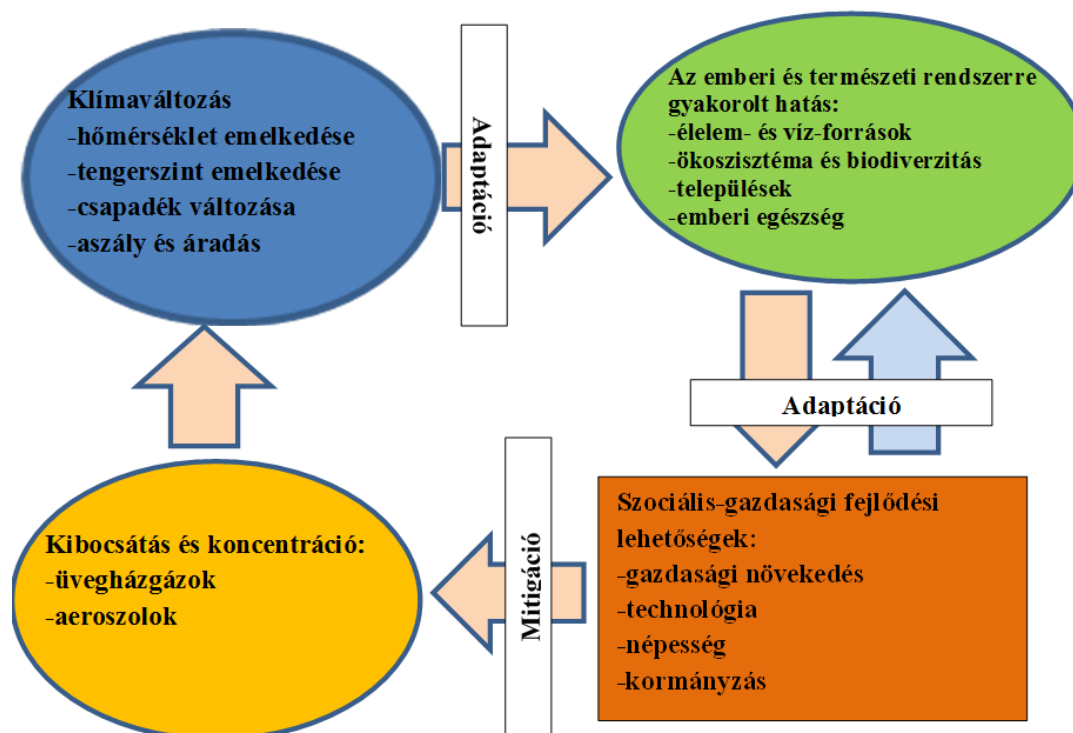 Klímaváltozás
-hőmérséklet emelkedése
-tengerszint emelkedése
-csapadék változása
-aszály és áradás
Adaptáció
Az emberi és természeti rendszerre
gyakorolt hatás:
-élelem- és víz-források
-ökoszisztéma és biodiverzitás
-települések
-emberi egészség
Adaptáció
Szociális-gazdasági fejlődési
lehetőségek:
-gazdasági növekedés
-technológia
-népesség
-kormányzás
Mitigáció
Kibocsátás és koncentráció:
-üvegházgázok
-aeroszolok